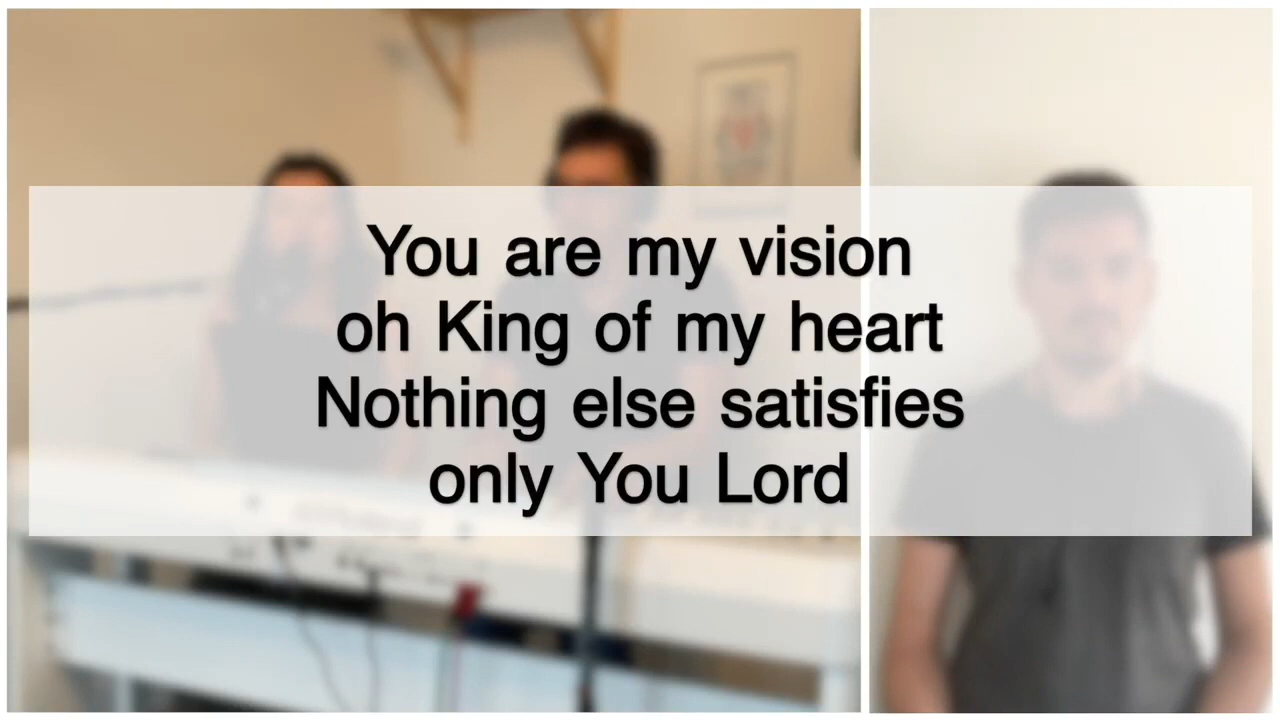 You are my vision
oh King of my heart
Nothing else satisfies
only You Lord